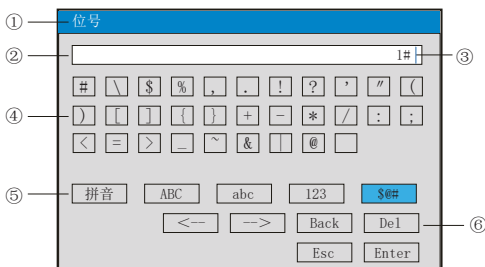 ① 位号
② 1# ③
# \ $ % , . ! ? ' " (
④ ) [ ] { } + - * / : ;
< = > _ ~ & | @
⑤ 拼音 ABC abc 123 $@#
<-- --> Back Del ⑥
Esc Enter